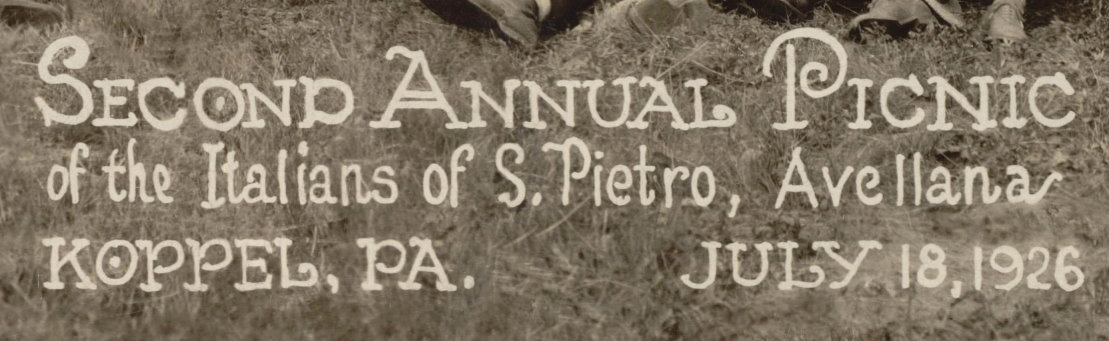 SECOND ANNUAL PICNIC
of the Italians of S. Pietro, Avellana
KOPPEL, PA. JULY 18, 1926